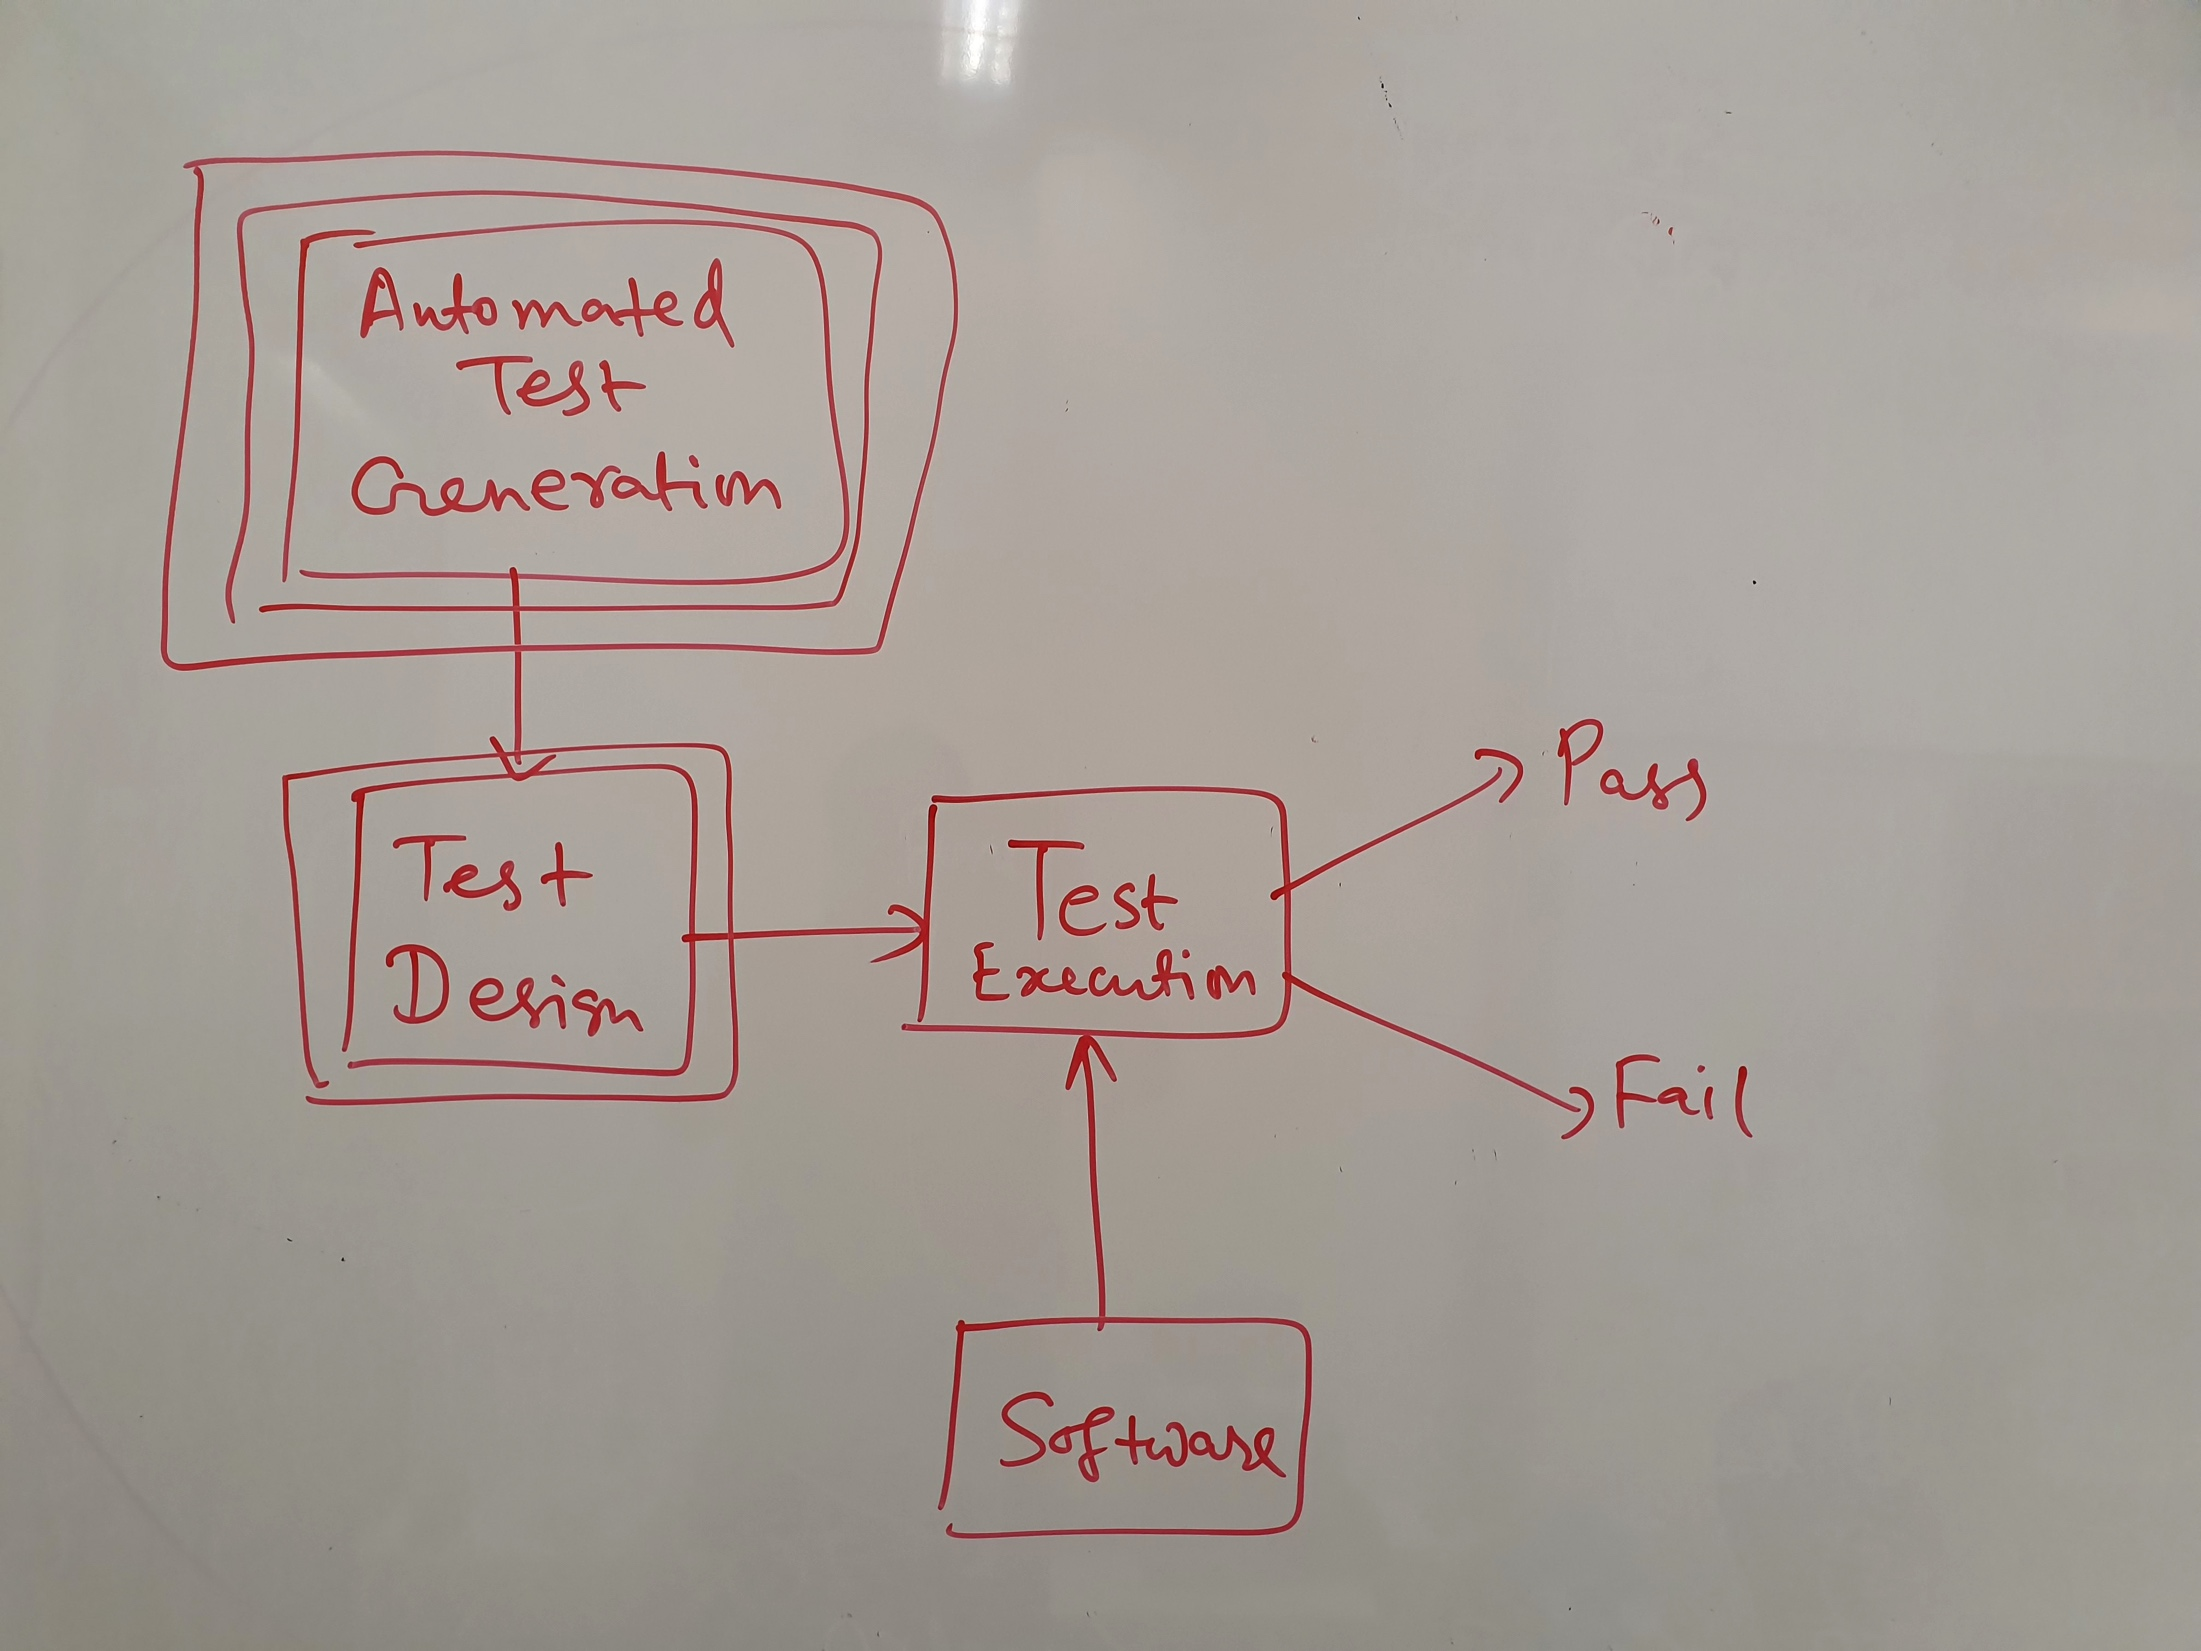 Automated
Test
Generation
Test
Design
Test
Execution
Pass
Fail
Software